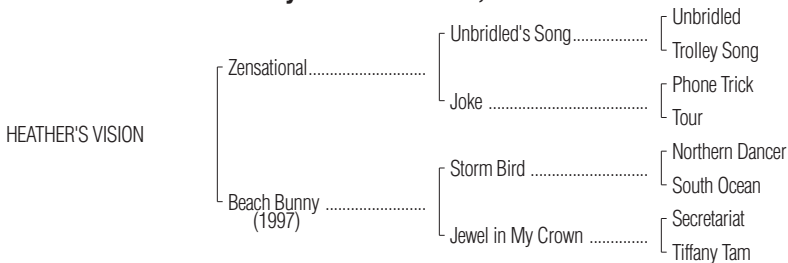 Unbridled
Unbridled's Song
Trolley Song
Zensational
Phone Trick
Joke
Tour
HEATHER'S VISION
Northern Dancer
Storm Bird
South Ocean
Beach Bunny
(1997)
Secretariat
Jewel in My Crown
Tiffany Tam